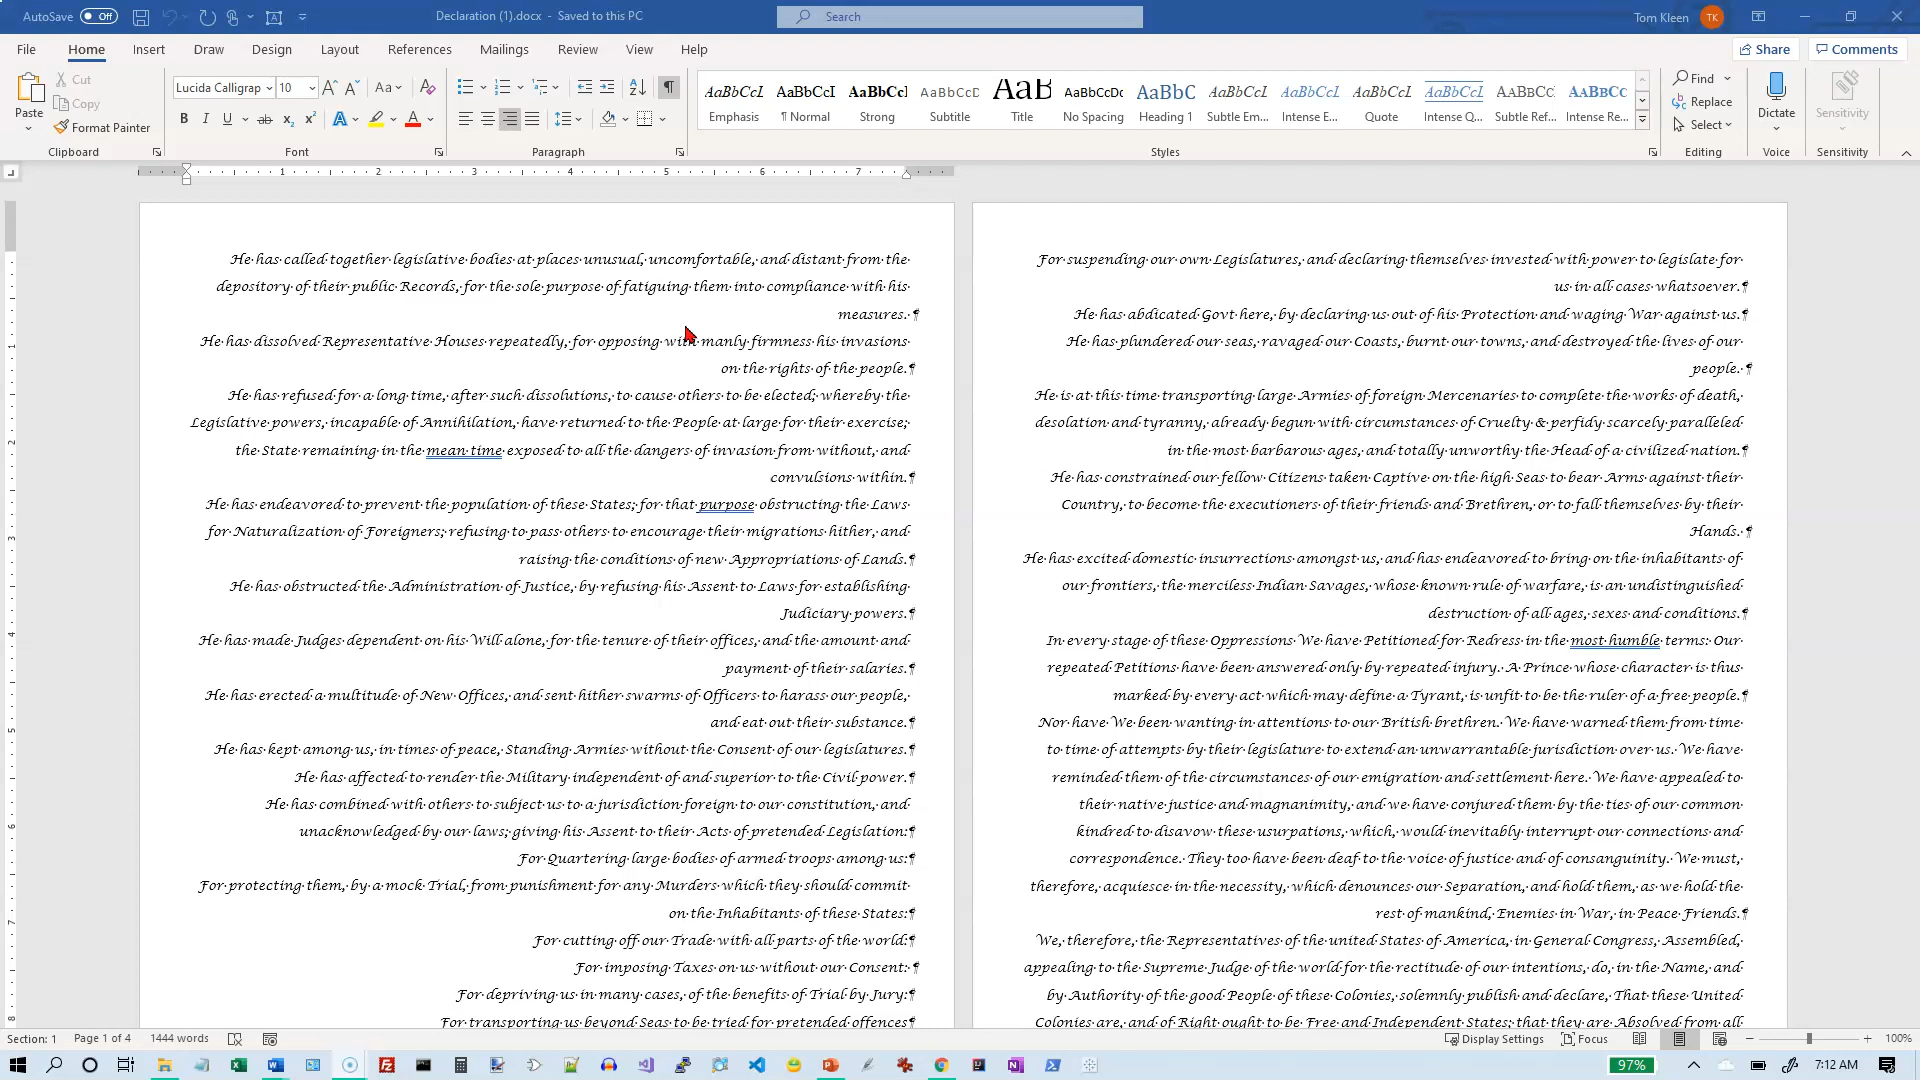 AutoSave Off
Declaration (1).docx - Saved to this PC
Search
Tom Kleen TK
File Home Insert Draw Design Layout References Mailings Review View Help
Share Comments
Paste
Cut
Copy
Format Painter
Clipboard
Lucida Calligrap 10
Font
Paragraph
AaBbCcI Emphasis
AaBbCcI ¶ Normal
AaBbCcI Strong
AaBbCcD Subtitle
AaB Title
AaBbCcDc No Spacing
AaBbC Heading 1
AaBbCcI Subtle Em...
AaBbCcI Intense E...
AaBbCcI Quote
AaBbCcI Intense Q...
AABBCC Subtle Ref...
AABBCC Intense Re...
Styles
Find
Replace
Select
Editing
Dictate
Voice
Sensitivity
Sensitivity
1 2 3 4 5 6 7
He has called together legislative bodies at places unusual, uncomfortable, and distant from the
depository of their public Records, for the sole purpose of fatiguing them into compliance with his
measures. ¶
He has dissolved Representative Houses repeatedly, for opposing with manly firmness his invasions
on the rights of the people.¶
He has refused for a long time, after such dissolutions, to cause others to be elected; whereby the
Legislative powers, incapable of Annihilation, have returned to the People at large for their exercise;
the State remaining in the mean time exposed to all the dangers of invasion from without, and
convulsions within.¶
He has endeavored to prevent the population of these States; for that purpose obstructing the Laws
for Naturalization of Foreigners; refusing to pass others to encourage their migrations hither, and
raising the conditions of new Appropriations of Lands.¶
He has obstructed the Administration of Justice, by refusing his Assent to Laws for establishing
Judiciary powers.¶
He has made Judges dependent on his Will alone, for the tenure of their offices, and the amount and
payment of their salaries.¶
He has erected a multitude of New Offices, and sent hither swarms of Officers to harass our people,
and eat out their substance.¶
He has kept among us, in times of peace, Standing Armies without the Consent of our legislatures.¶
He has affected to render the Military independent of and superior to the Civil power.¶
He has combined with others to subject us to a jurisdiction foreign to our constitution, and
unacknowledged by our laws; giving his Assent to their Acts of pretended Legislation:¶
For Quartering large bodies of armed troops among us:¶
For protecting them, by a mock Trial, from punishment for any Murders which they should commit
on the Inhabitants of these States:¶
For cutting off our Trade with all parts of the world:¶
For imposing Taxes on us without our Consent: ¶
For depriving us in many cases, of the benefits of Trial by Jury:¶
For transporting us beyond Seas to be tried for pretended offences¶
For suspending our own Legislatures, and declaring themselves invested with power to legislate for
us in all cases whatsoever.¶
He has abdicated Govt here, by declaring us out of his Protection and waging War against us.¶
He has plundered our seas, ravaged our Coasts, burnt our towns, and destroyed the lives of our
people. ¶
He is at this time transporting large Armies of foreign Mercenaries to complete the works of death,
desolation and tyranny, already begun with circumstances of Cruelty & perfidy scarcely paralleled
in the most barbarous ages, and totally unworthy the Head of a civilized nation.¶
He has constrained our fellow Citizens taken Captive on the high Seas to bear Arms against their
Country, to become the executioners of their friends and Brethren, or to fall themselves by their
Hands. ¶
He has excited domestic insurrections amongst us, and has endeavored to bring on the inhabitants of
our frontiers, the merciless Indian Savages, whose known rule of warfare, is an undistinguished
destruction of all ages, sexes and conditions.¶
In every stage of these Oppressions We have Petitioned for Redress in the most humble terms: Our
repeated Petitions have been answered only by repeated injury. A Prince whose character is thus
marked by every act which may define a Tyrant, is unfit to be the ruler of a free people.¶
Nor have We been wanting in attentions to our British brethren. We have warned them from time
to time of attempts by their legislature to extend an unwarrantable jurisdiction over us. We have
reminded them of the circumstances of our emigration and settlement here. We have appealed to
their native justice and magnanimity, and we have conjured them by the ties of our common
kindred to disavow these usurpations, which, would inevitably interrupt our connections and
correspondence. They too have been deaf to the voice of justice and of consanguinity. We must,
therefore, acquiesce in the necessity, which denounces our Separation, and hold them, as we hold the
rest of mankind, Enemies in War, in Peace Friends.¶
We, therefore, the Representatives of the united States of America, in General Congress, Assembled,
appealing to the Supreme Judge of the world for the rectitude of our intentions, do, in the Name, and
by Authority of the good People of these Colonies, solemnly publish and declare, That these United
Colonies are, and of Right ought to be Free and Independent States; that they are Absolved from all
Section: 1 Page 1 of 4 1444 words
Display Settings Focus 100%
97% 7:12 AM